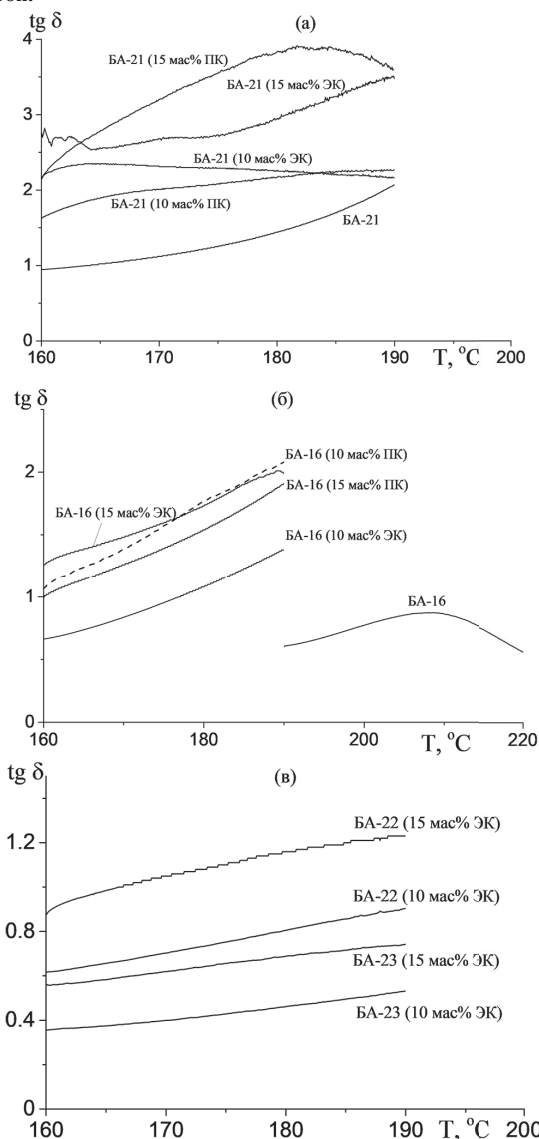 tg δ
(а)
4
БА-21 (15 мас% ПК)
БА-21 (15 мас% ЭК)
3
БА-21 (10 мас% ЭК)
2
БА-21 (10 мас% ПК)
БА-21
1
0
160
170
180
190
200
T, °C
tg δ
(б)
БА-16 (10 мас% ПК)
2
БА-16 (15 мас% ПК)
БА-16 (15 мас% ЭК)
БА-16 (10 мас% ЭК)
1
БА-16
0
160
180
200
220
T, °C
tg δ
(в)
БА-22 (15 мас% ЭК)
1.2
БА-22 (10 мас% ЭК)
0.8
БА-23 (15 мас% ЭК)
0.4
БА-23 (10 мас% ЭК)
0
160
170
180
190
T, °C
200